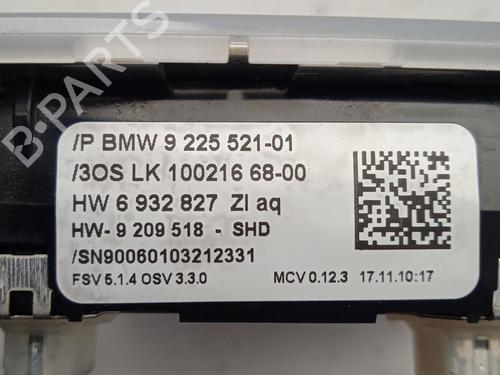 B-PARTS
/P BMW 9 225 521-01
/3OS LK 100216 68-00
HW 6 932 827 ZI aq
HW- 9 209 518 - SHD
/SN90060103212331
FSV 5.1.4 OSV 3.3.0 MCV 0.12.3 17.11.10:17